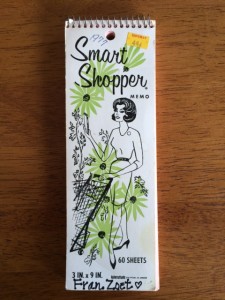 Smart
Shopper
MEMO
60 SHEETS
3 IN. x 9 IN.
Fran Zoet